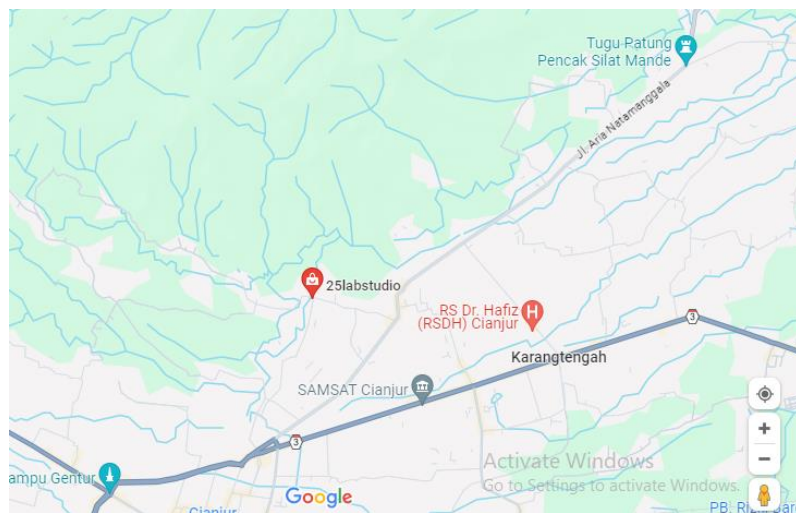 Tugu Patung
Pencak Silat Mande
Jl. Aria Natamanggala
25labstudio
RS Dr. Hafiz
(RSDH) Cianjur
3
Karangtengah
SAMSAT Cianjur
3
ampu Gentur
Cianjur
Google
Activate Windows
Go to Settings to activate Windows.
PB.